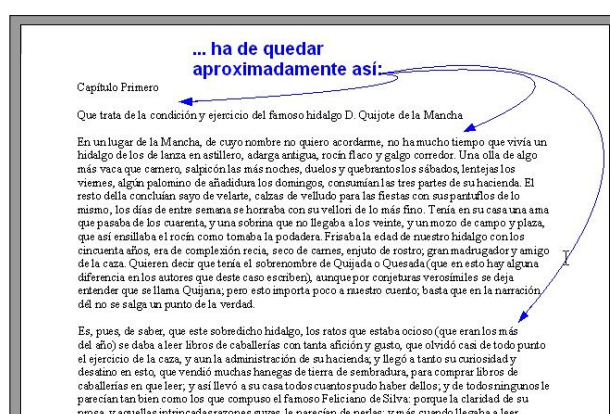 ... ha de quedar
aproximadamente así:
Capítulo Primero
Que trata de la condición y ejercicio del famoso hidalgo D. Quijote de la Mancha
En un lugar de la Mancha, de cuyo nombre no quiero acordarme, no ha mucho tiempo que vivía un
hidalgo de los de lanza en astillero, adarga antigua, rocín flaco y galgo corredor. Una olla de algo
más vaca que carnero, salpicón las más noches, duelos y quebrantos los sábados, lentejas los
viernes, algún palomino de añadidura los domingos, consumían las tres partes de su hacienda. El
resto della concluían sayo de velarte, calzas de velludo para las fiestas con sus pantuflos de lo
mismo, los días de entre semana se honraba con su vellori de lo más fino. Tenía en su casa una ama
que pasaba de los cuarenta, y una sobrina que no llegaba a los veinte, y un mozo de campo y plaza,
que así ensillaba el rocín como tomaba la podadera. Frisaba la edad de nuestro hidalgo con los
cincuenta años, era de complexión recia, seco de carnes, enjuto de rostro; gran madrugador y amigo
de la caza. Quieren decir que tenía el sobrenombre de Quijada o Quesada (que en esto hay alguna
diferencia en los autores que deste caso escriben), aunque por conjeturas verosímiles se deja
entender que se llama Quijana; pero esto importa poco a nuestro cuento; basta que en la narración
dél no se salga un punto de la verdad.
Es, pues, de saber, que este sobredicho hidalgo, los ratos que estaba ocioso (que eran los más
del año) se daba a leer libros de caballerías con tanta afición y gusto, que olvidó casi de todo punto
el ejercicio de la caza, y aun la administración de su hacienda; y llegó a tanto su curiosidad y
desatino en esto, que vendió muchas hanegas de tierra de sembradura, para comprar libros de
caballerías en que leer; y así llevó a su casa todos cuantos pudo haber dellos; y de todos ningunos le
parecían tan bien como los que compuso el famoso Feliciano de Silva: porque la claridad de su
prosa, y aquellas intrincadas razones suyas, le parecían de perlas; y más cuando llegaba a leer